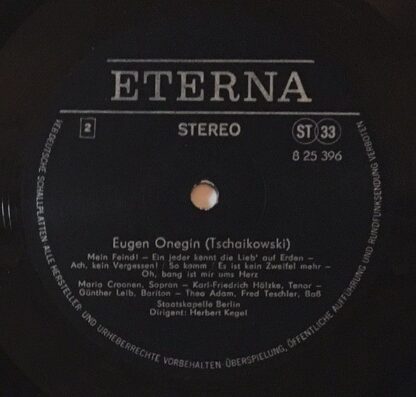 ETERNA
2
STEREO
ST 33
8 25 396
Eugen Onegin (Tschaikowski)
Mein Feind! – Ein jeder kennt die Lieb' auf Erden –
Ach, kein Vergessen! / So komm / Es ist kein Zweifel mehr –
Oh, bang ist mir ums Herz
Maria Croonen, Sopran – Karl-Friedrich Hölzke, Tenor –
Günther Leib, Bariton – Theo Adam, Fred Teschler, Baß
Staatskapelle Berlin
Dirigent: Herbert Kegel
VEB DEUTSCHE SCHALLPLATTEN ALLE HERSTELLER- UND URHEBERRECHTE VORBEHALTEN · ÜBERSPIELUNG, ÖFFENTLICHE AUFFÜHRUNG UND RUNDFUNKSENDUNG VERBOTEN